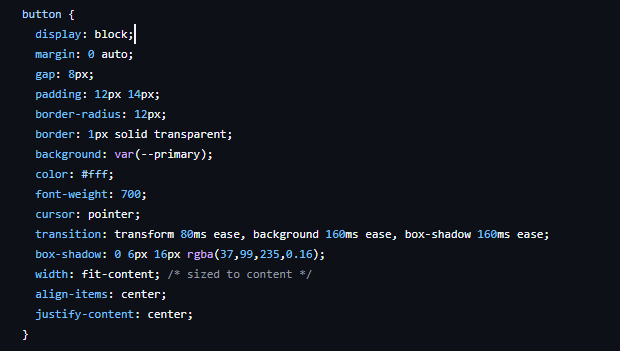 button {
display: block;
margin: 0 auto;
gap: 8px;
padding: 12px 14px;
border-radius: 12px;
border: 1px solid transparent;
background: var(--primary);
color: #fff;
font-weight: 700;
cursor: pointer;
transition: transform 80ms ease, background 160ms ease, box-shadow 160ms ease;
box-shadow: 0 6px 16px rgba(37,99,235,0.16);
width: fit-content; /* sized to content */
align-items: center;
justify-content: center;
}